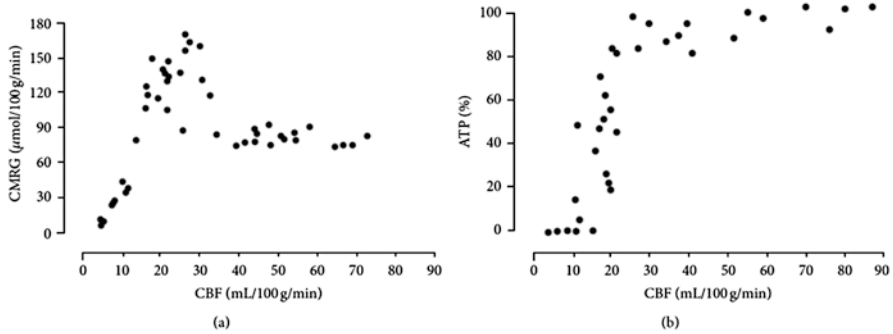 180
150
120
90
60
30
0
CMRG (μmol/100 g/min)
0 10 20 30 40 50 60 70 80 90
CBF (mL/100 g/min)
(a)
100
80
60
40
20
0
ATP (%)
0 10 20 30 40 50 60 70 80 90
CBF (mL/100 g/min)
(b)